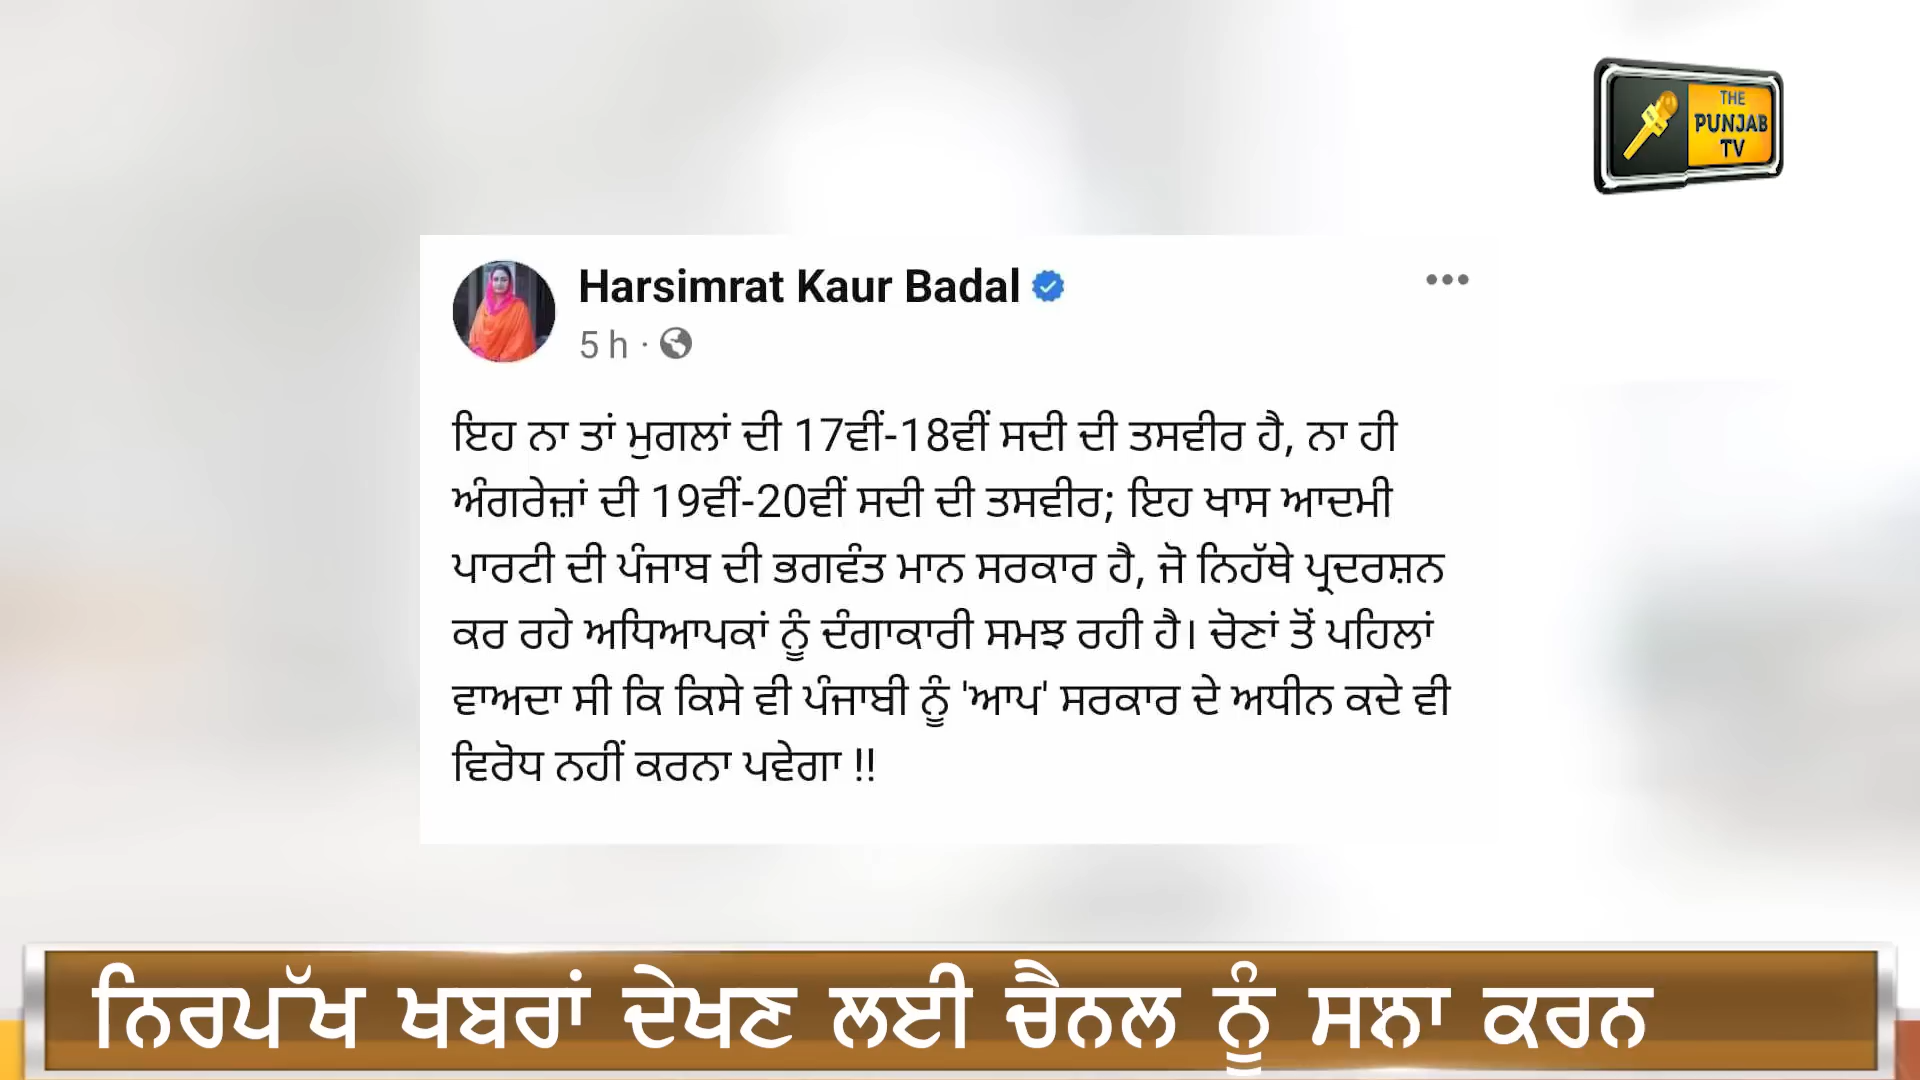 THE
PUNJAB
TV
Harsimrat Kaur Badal
5 h ·
ਇਹ ਨਾ ਤਾਂ ਮੁਗਲਾਂ ਦੀ 17ਵੀਂ-18ਵੀਂ ਸਦੀ ਦੀ ਤਸਵੀਰ ਹੈ, ਨਾ ਹੀ
ਅੰਗਰੇਜ਼ਾਂ ਦੀ 19ਵੀਂ-20ਵੀਂ ਸਦੀ ਦੀ ਤਸਵੀਰ; ਇਹ ਖਾਸ ਆਦਮੀ
ਪਾਰਟੀ ਦੀ ਪੰਜਾਬ ਦੀ ਭਗਵੰਤ ਮਾਨ ਸਰਕਾਰ ਹੈ, ਜੋ ਨਿਹੱਥੇ ਪ੍ਰਦਰਸ਼ਨ
ਕਰ ਰਹੇ ਅਧਿਆਪਕਾਂ ਨੂੰ ਦੰਗਾਕਾਰੀ ਸਮਝ ਰਹੀ ਹੈ। ਚੋਣਾਂ ਤੋਂ ਪਹਿਲਾਂ
ਵਾਅਦਾ ਸੀ ਕਿ ਕਿਸੇ ਵੀ ਪੰਜਾਬੀ ਨੂੰ 'ਆਪ' ਸਰਕਾਰ ਦੇ ਅਧੀਨ ਕਦੇ ਵੀ
ਵਿਰੋਧ ਨਹੀਂ ਕਰਨਾ ਪਵੇਗਾ !!
ਨਿਰਪੱਖ ਖਬਰਾਂ ਦੇਖਣ ਲਈ ਚੈਨਲ ਨੂੰ ਕਰਨ